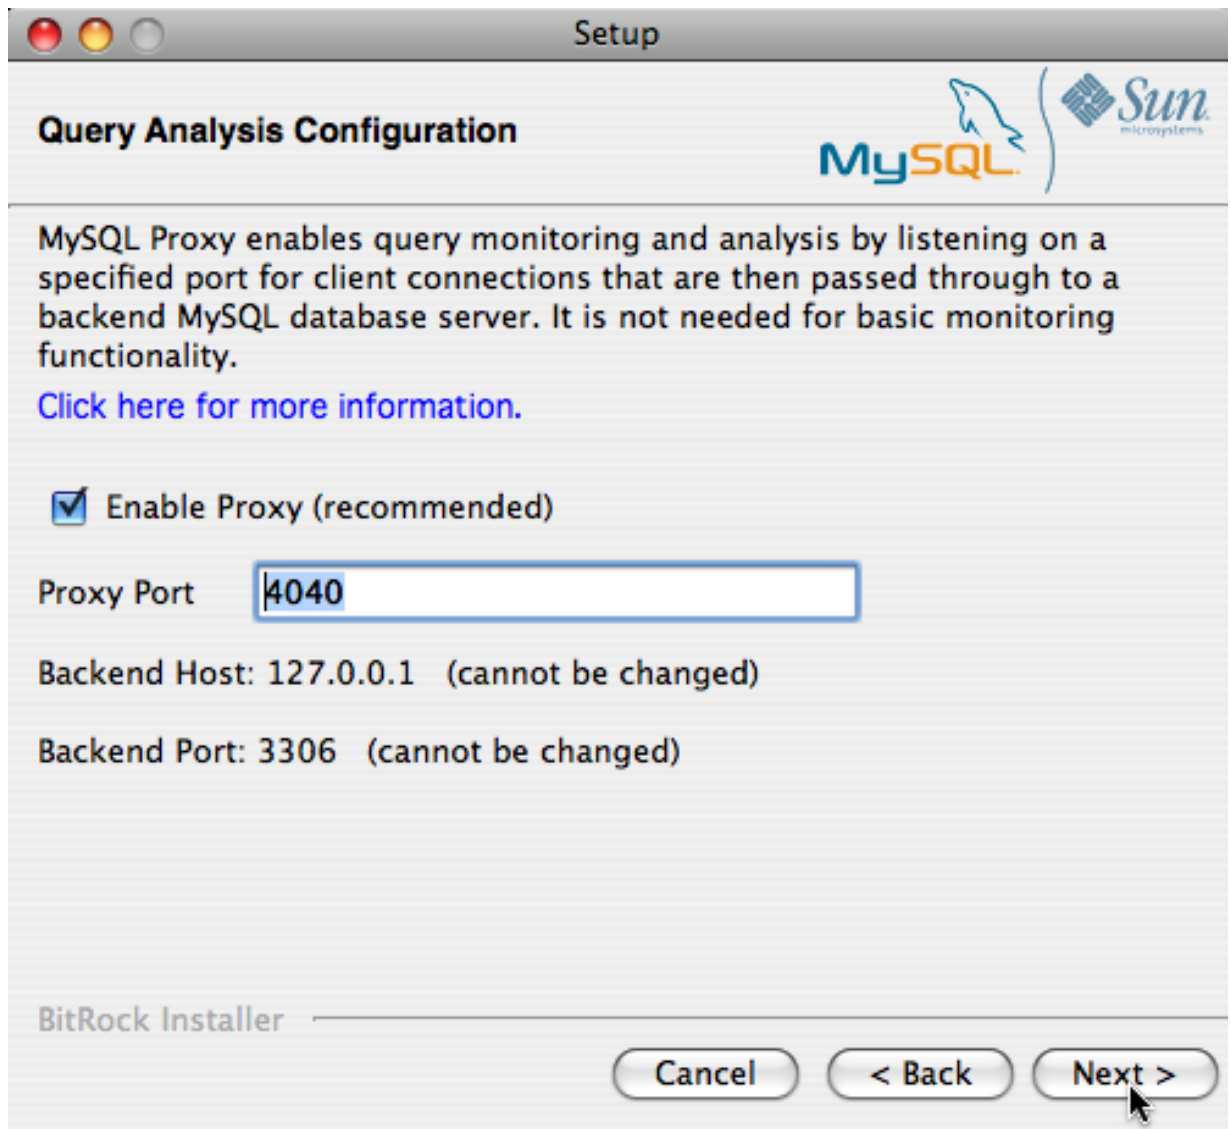 Setup
Query Analysis Configuration
MySQL
Sun
microsystems
MySQL Proxy enables query monitoring and analysis by listening on a
specified port for client connections that are then passed through to a
backend MySQL database server. It is not needed for basic monitoring
functionality.
Click here for more information.
Enable Proxy (recommended)
Proxy Port 4040
Backend Host: 127.0.0.1 (cannot be changed)
Backend Port: 3306 (cannot be changed)
BitRock Installer
Cancel < Back Next >